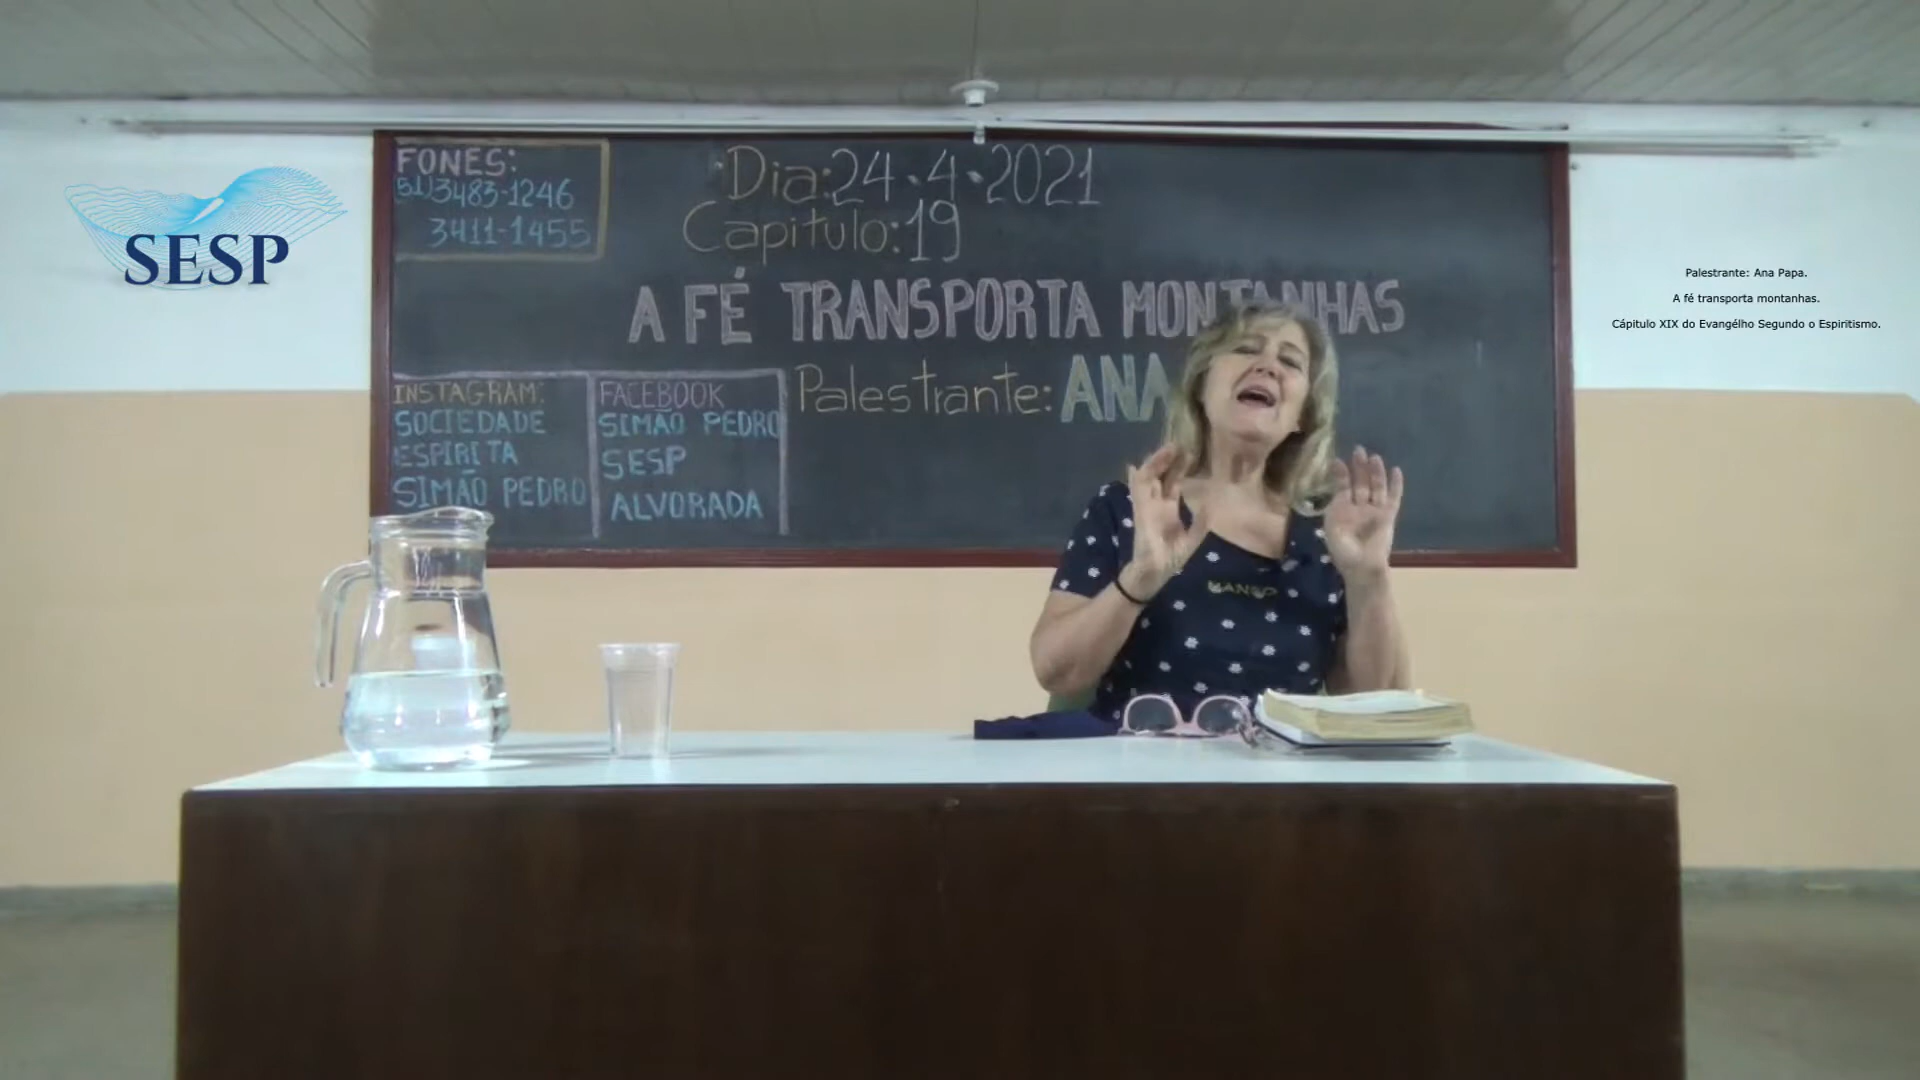 FONES:
(51)3483-1246
3411-1455
Dia:24.4.2021
Capitulo:19
A FÉ TRANSPORTA MONTANHAS
Palestrante: ANA
INSTAGRAM:
SOCIEDADE
ESPIRITA
SIMÃO PEDRO
FACEBOOK
SIMÃO PEDRO
SESP
ALVORADA
SESP
Palestrante: Ana Papa.
A fé transporta montanhas.
Cápitulo XIX do Evangélho Segundo o Espiritismo.